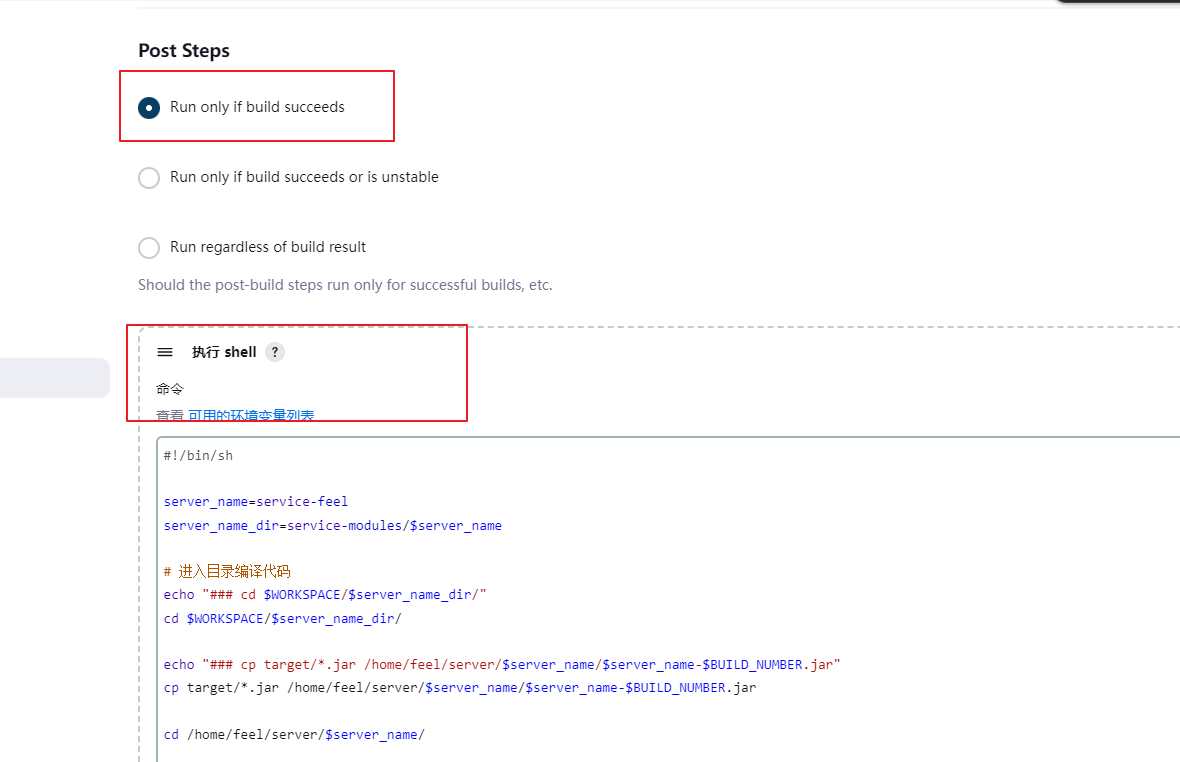 Post Steps
Run only if build succeeds
Run only if build succeeds or is unstable
Run regardless of build result
Should the post-build steps run only for successful builds, etc.
执行 shell ?
命令
查看 可用的环境变量列表
#!/bin/sh
server_name=service-feel
server_name_dir=service-modules/$server_name
# 进入目录编译代码
echo "### cd $WORKSPACE/$server_name_dir/"
cd $WORKSPACE/$server_name_dir/
echo "### cp target/*.jar /home/feel/server/$server_name/$server_name-$BUILD_NUMBER.jar"
cp target/*.jar /home/feel/server/$server_name/$server_name-$BUILD_NUMBER.jar
cd /home/feel/server/$server_name/